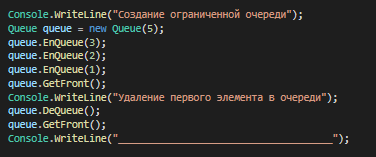 Console.WriteLine("Создание ограниченной очереди");
Queue queue = new Queue(5);
queue.EnQueue(3);
queue.EnQueue(2);
queue.EnQueue(1);
queue.GetFront();
Console.WriteLine("Удаление первого элемента в очереди");
queue.DeQueue();
queue.GetFront();
Console.WriteLine("____________________________________");